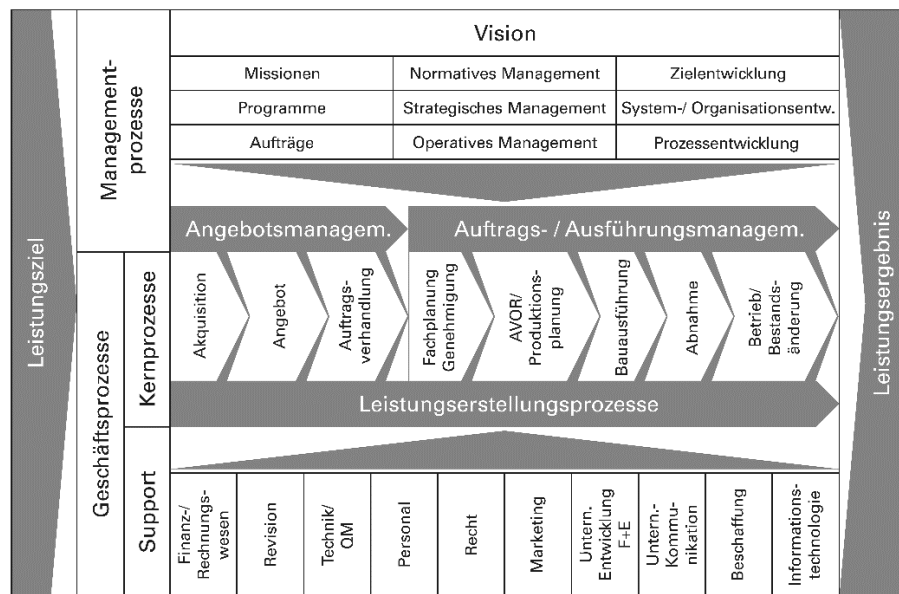 Leistungsziel
Management-
prozesse
Vision
Missionen
Normatives Management
Zielentwicklung
Programme
Strategisches Management
System-/ Organisationsentw.
Aufträge
Operatives Management
Prozessentwicklung
Angebotsmanagem.
Auftrags- / Ausführungsmanagem.
Geschäftsprozesse
Kernprozesse
Akquisition
Angebot
Auftrags-
verhandlung
Fachplanung
Genehmigung
AVOR/
Produktions-
planung
Bauausführung
Abnahme
Betrieb/
Bestands-
änderung
Leistungserstellungsprozesse
Support
Finanz-/
Rechnungs-
wesen
Revision
Technik/
QM
Personal
Recht
Marketing
Untern.
Entwicklung
F+E
Untern.-
Kommu-
nikation
Beschaffung
Informations-
technologie
Leistungsergebnis